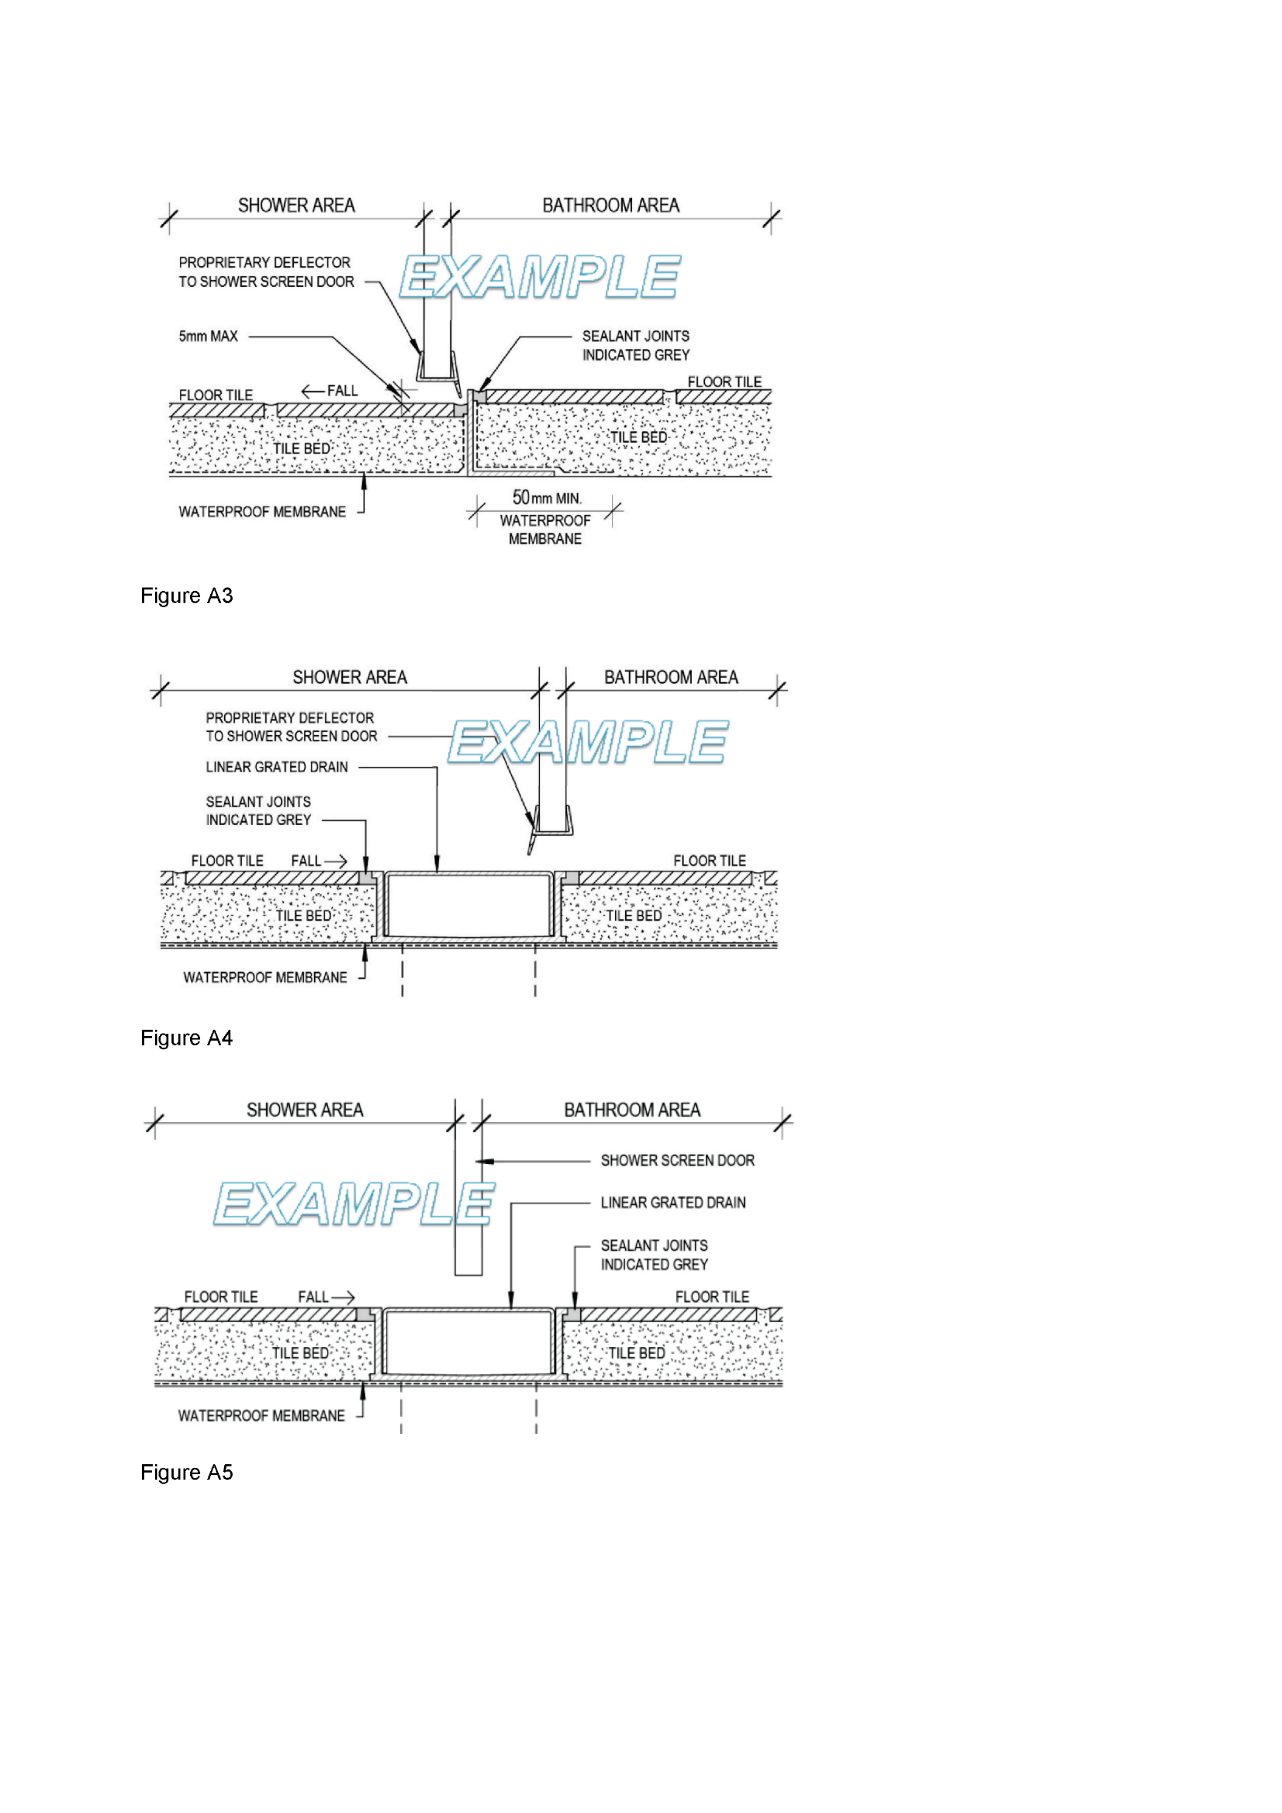 SHOWER AREA
BATHROOM AREA
PROPRIETARY DEFLECTOR
TO SHOWER SCREEN DOOR
EXAMPLE
5mm MAX
SEALANT JOINTS
INDICATED GREY
FLOOR TILE
←FALL
FLOOR TILE
TILE BED
TILE BED
WATERPROOF MEMBRANE
50mm MIN.
WATERPROOF
MEMBRANE
Figure A3
SHOWER AREA
BATHROOM AREA
PROPRIETARY DEFLECTOR
TO SHOWER SCREEN DOOR
EXAMPLE
LINEAR GRATED DRAIN
SEALANT JOINTS
INDICATED GREY
FLOOR TILE
FALL→
FLOOR TILE
TILE BED
TILE BED
WATERPROOF MEMBRANE
Figure A4
SHOWER AREA
BATHROOM AREA
SHOWER SCREEN DOOR
EXAMPLE
LINEAR GRATED DRAIN
SEALANT JOINTS
INDICATED GREY
FLOOR TILE
FALL→
FLOOR TILE
TILE BED
TILE BED
WATERPROOF MEMBRANE
Figure A5